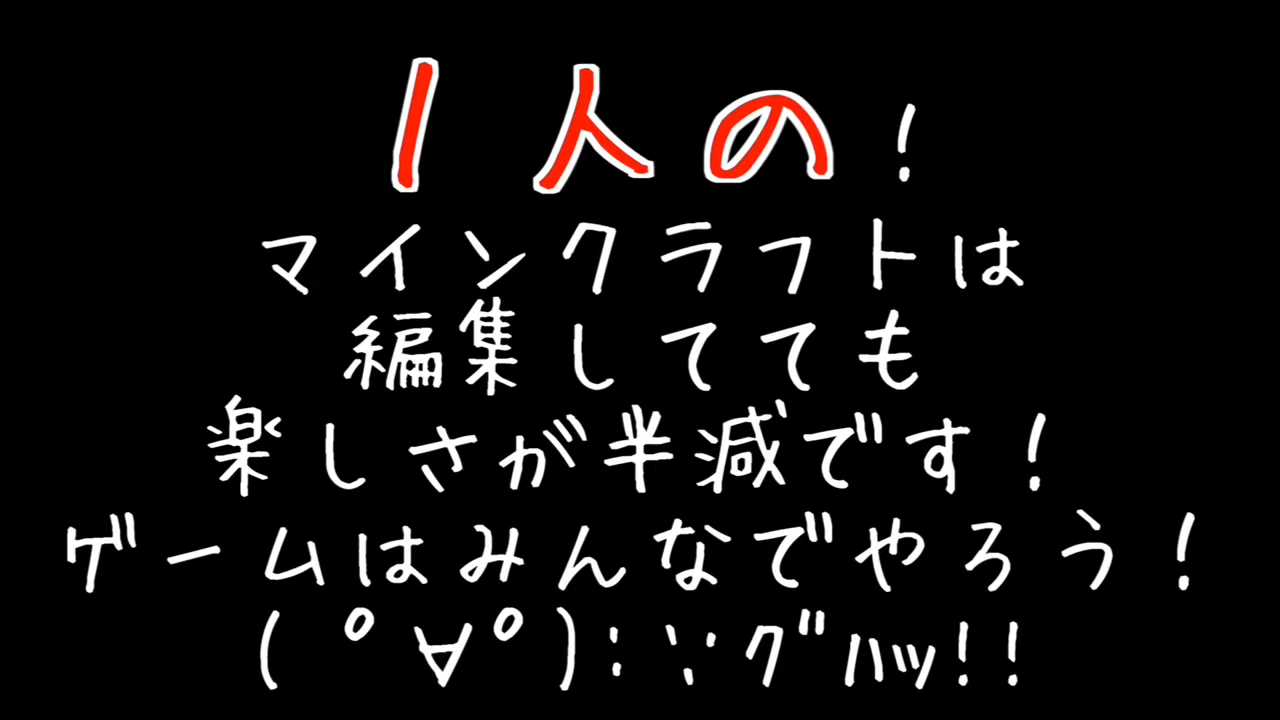 1人の!
マインクラフトは
編集してても
楽しさが半減です!
ゲームはみんなでやろう!
( ﾟ∀ﾟ):∵グハッ!!